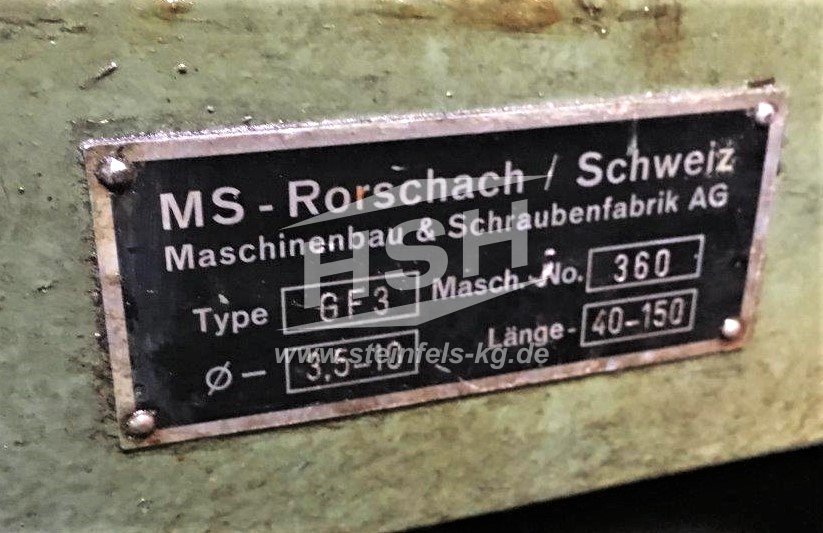 MS - Rorschach / Schweiz
Maschinenbau & Schraubenfabrik AG
Type GF3 Masch.-No. 360
Ø - 3,5-10 Länge- 40-150
HSH
www.steinfels-kg.de